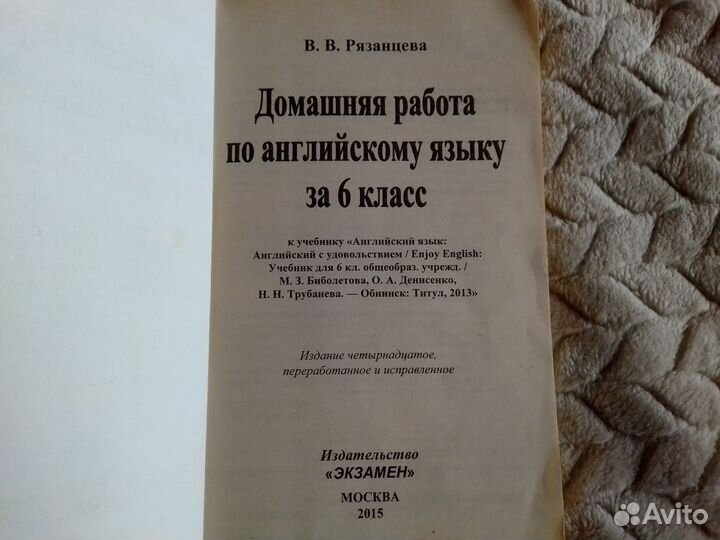 В. В. Рязанцева
Домашняя работа
по английскому языку
за 6 класс
к учебнику «Английский язык:
Английский с удовольствием / Enjoy English:
Учебник для 6 кл. общеобраз. учрежд. /
М. З. Биболетова, О. А. Денисенко,
Н. Н. Трубанева. — Обнинск: Титул, 2013»
Издание четырнадцатое,
переработанное и исправленное
Издательство
«ЭКЗАМЕН»
МОСКВА
2015
Avito